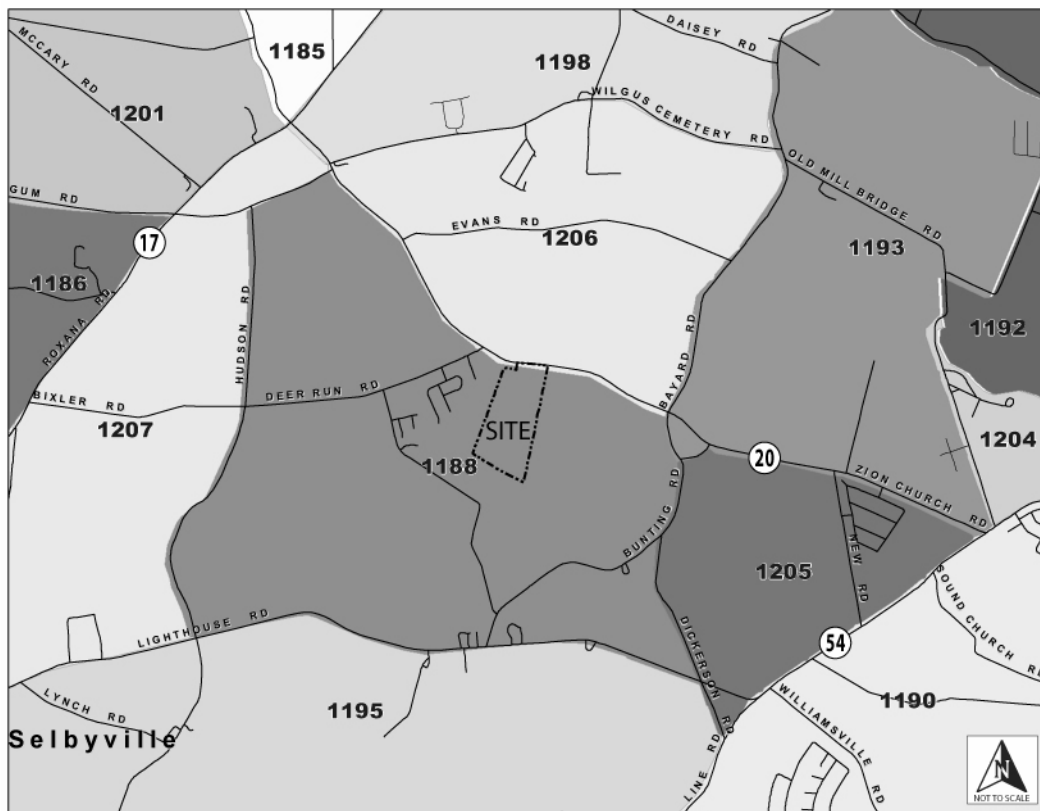 DAISEY RD
MCCARY RD
1185
1198
WILGUS CEMETERY RD
1201
OLD MILL BRIDGE RD
GUM RD
EVANS RD
17
1206
1193
1186
HUDSON RD
ROXANA RD
1192
BAYARD RD
DEER RUN RD
BIXLER RD
1207
SITE
1188
20
1204
ZION CHURCH RD
BUNTING RD
NEW RD
1205
SOUND CHURCH RD
LIGHTHOUSE RD
DICKERSON RD
54
LYNCH RD
1195
1190
WILLIAMSVILLE RD
Selbyville
LINE RD
N
NOT TO SCALE